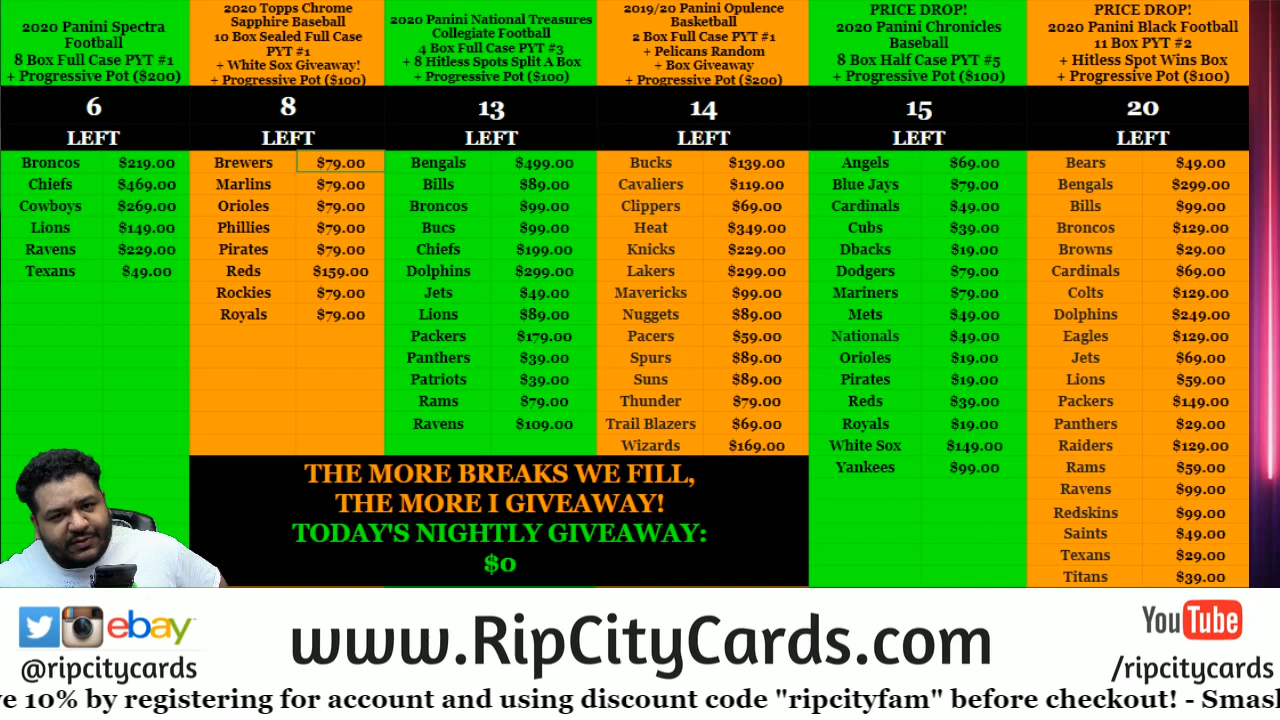 2020 Panini Spectra
Football
8 Box Full Case PYT #1
+ Progressive Pot ($200)
6
LEFT
Broncos $219.00
Chiefs $469.00
Cowboys $269.00
Lions $149.00
Ravens $229.00
Texans $49.00
2020 Topps Chrome
Sapphire Baseball
10 Box Sealed Full Case
PYT #1
+ White Sox Giveaway!
+ Progressive Pot ($100)
8
LEFT
Brewers $79.00
Marlins $79.00
Orioles $79.00
Phillies $79.00
Pirates $79.00
Reds $159.00
Rockies $79.00
Royals $79.00
2020 Panini National Treasures
Collegiate Football
4 Box Full Case PYT #3
+ 8 Hitless Spots Split A Box
+ Progressive Pot ($100)
13
LEFT
Bengals $499.00
Bills $89.00
Broncos $99.00
Bucs $99.00
Chiefs $199.00
Dolphins $299.00
Jets $49.00
Lions $89.00
Packers $179.00
Panthers $39.00
Patriots $39.00
Rams $79.00
Ravens $109.00
2019/20 Panini Opulence
Basketball
2 Box Full Case PYT #1
+ Pelicans Random
+ Box Giveaway
+ Progressive Pot ($200)
14
LEFT
Bucks $139.00
Cavaliers $119.00
Clippers $69.00
Heat $349.00
Knicks $229.00
Lakers $299.00
Mavericks $99.00
Nuggets $89.00
Pacers $59.00
Spurs $89.00
Suns $89.00
Thunder $79.00
Trail Blazers $69.00
Wizards $169.00
PRICE DROP!
2020 Panini Chronicles
Baseball
8 Box Half Case PYT #5
+ Progressive Pot ($100)
15
LEFT
Angels $69.00
Blue Jays $79.00
Cardinals $49.00
Cubs $39.00
Dbacks $19.00
Dodgers $79.00
Mariners $79.00
Mets $49.00
Nationals $49.00
Orioles $19.00
Pirates $19.00
Reds $39.00
Royals $19.00
White Sox $149.00
Yankees $99.00
PRICE DROP!
2020 Panini Black Football
11 Box PYT #2
+ Hitless Spot Wins Box
+ Progressive Pot ($100)
20
LEFT
Bears $49.00
Bengals $299.00
Bills $99.00
Broncos $129.00
Browns $29.00
Cardinals $69.00
Colts $129.00
Dolphins $249.00
Eagles $129.00
Jets $69.00
Lions $59.00
Packers $149.00
Panthers $29.00
Raiders $129.00
Rams $59.00
Ravens $99.00
Redskins $99.00
Saints $49.00
Texans $29.00
Titans $39.00
THE MORE BREAKS WE FILL,
THE MORE I GIVEAWAY!
TODAY'S NIGHTLY GIVEAWAY:
$0
ebay
@ripcitycards
www.RipCityCards.com
YouTube
/ripcitycards
ve 10% by registering for account and using discount code "ripcityfam" before checkout! - Smas